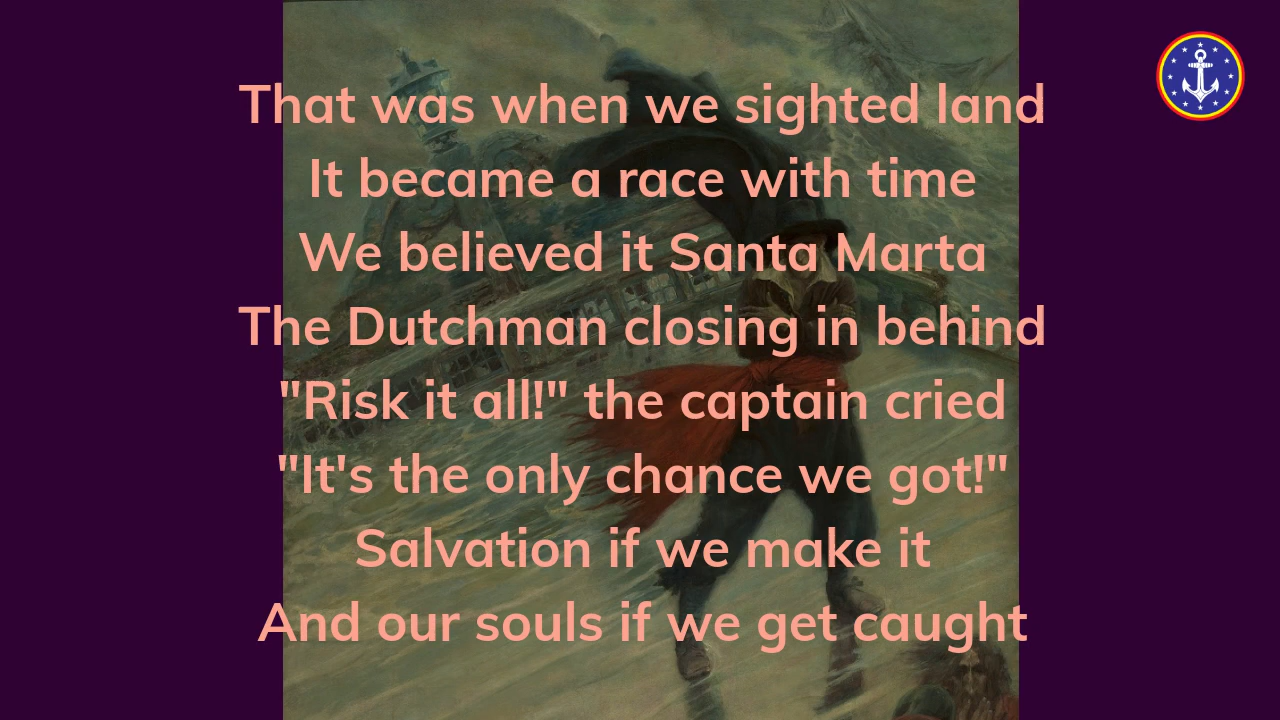 That was when we sighted land
It became a race with time
We believed it Santa Marta
The Dutchman closing in behind
"Risk it all!" the captain cried
"It's the only chance we got!"
Salvation if we make it
And our souls if we get caught